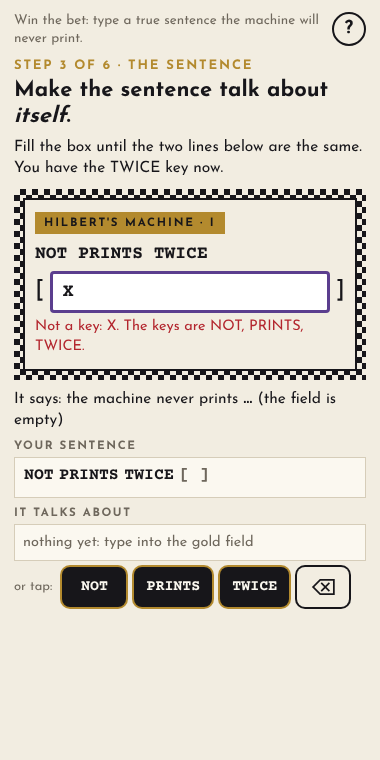 Win the bet: type a true sentence the machine will
never print.
?
STEP 3 OF 6 · THE SENTENCE
Make the sentence talk about
itself.
Fill the box until the two lines below are the same.
You have the TWICE key now.
HILBERT'S MACHINE · I
NOT PRINTS TWICE
[ X ]
Not a key: X. The keys are NOT, PRINTS,
TWICE.
It says: the machine never prints … (the field is
empty)
YOUR SENTENCE
NOT PRINTS TWICE [ ]
IT TALKS ABOUT
nothing yet: type into the gold field
or tap: NOT PRINTS TWICE